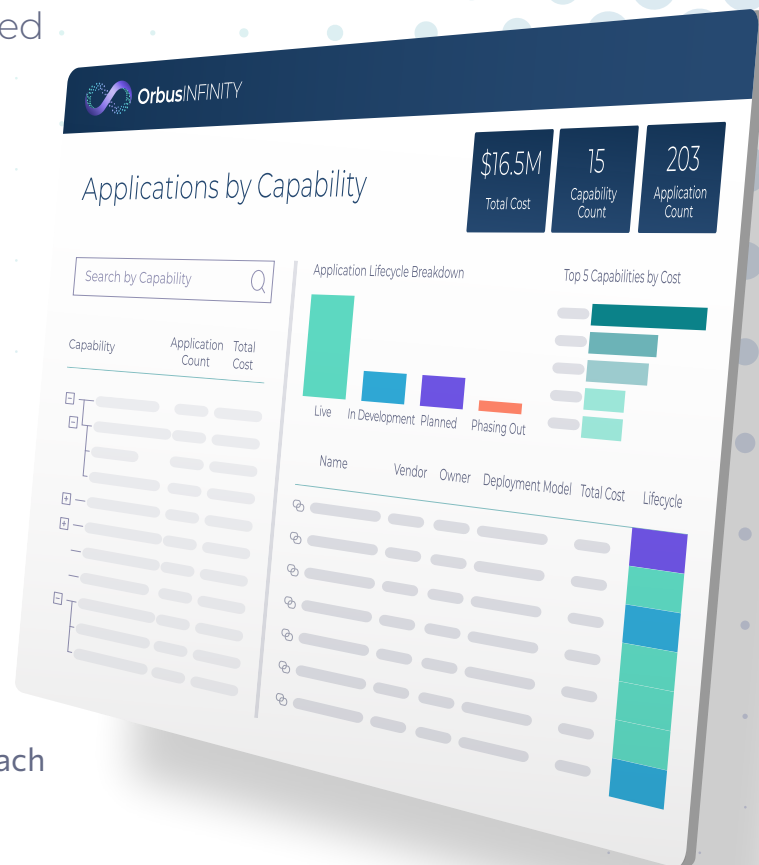 ed
OrbusINFINITY
Applications by Capability
$16.5M
Total Cost
15
Capability
Count
203
Application
Count
Search by Capability
Capability
Application
Count
Total
Cost
Application Lifecycle Breakdown
Live
In Development
Planned
Phasing Out
Top 5 Capabilities by Cost
Name
Vendor
Owner
Deployment Model
Total Cost
Lifecycle
ach